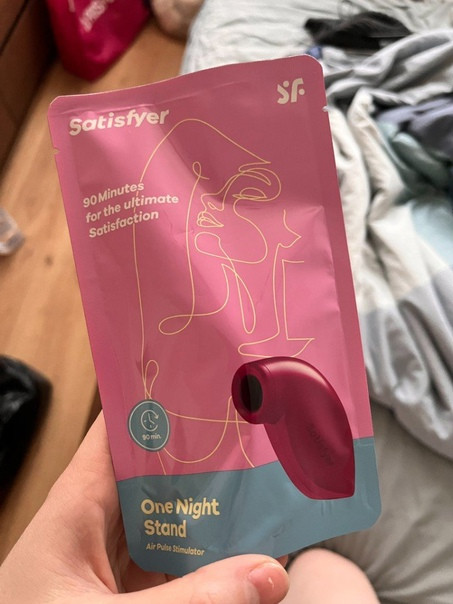 Satisfyer
SF
90 Minutes
for the ultimate
Satisfaction
90 min.
One Night
Stand
Air Pulse Stimulator